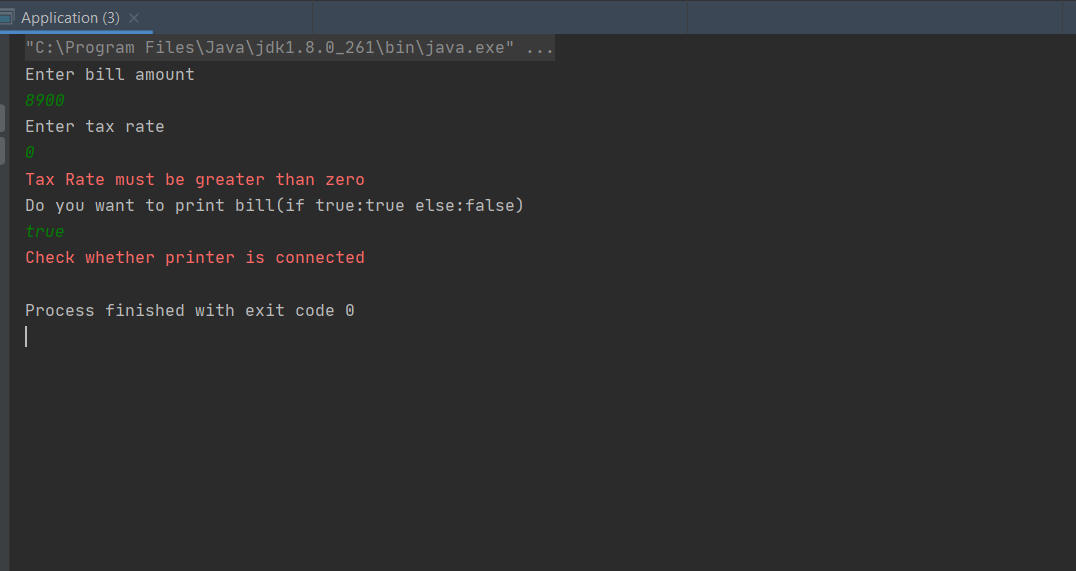 Application (3)
"C:\Program Files\Java\jdk1.8.0_261\bin\java.exe" ...
Enter bill amount
8900
Enter tax rate
0
Tax Rate must be greater than zero
Do you want to print bill(if true:true else:false)
true
Check whether printer is connected
Process finished with exit code 0